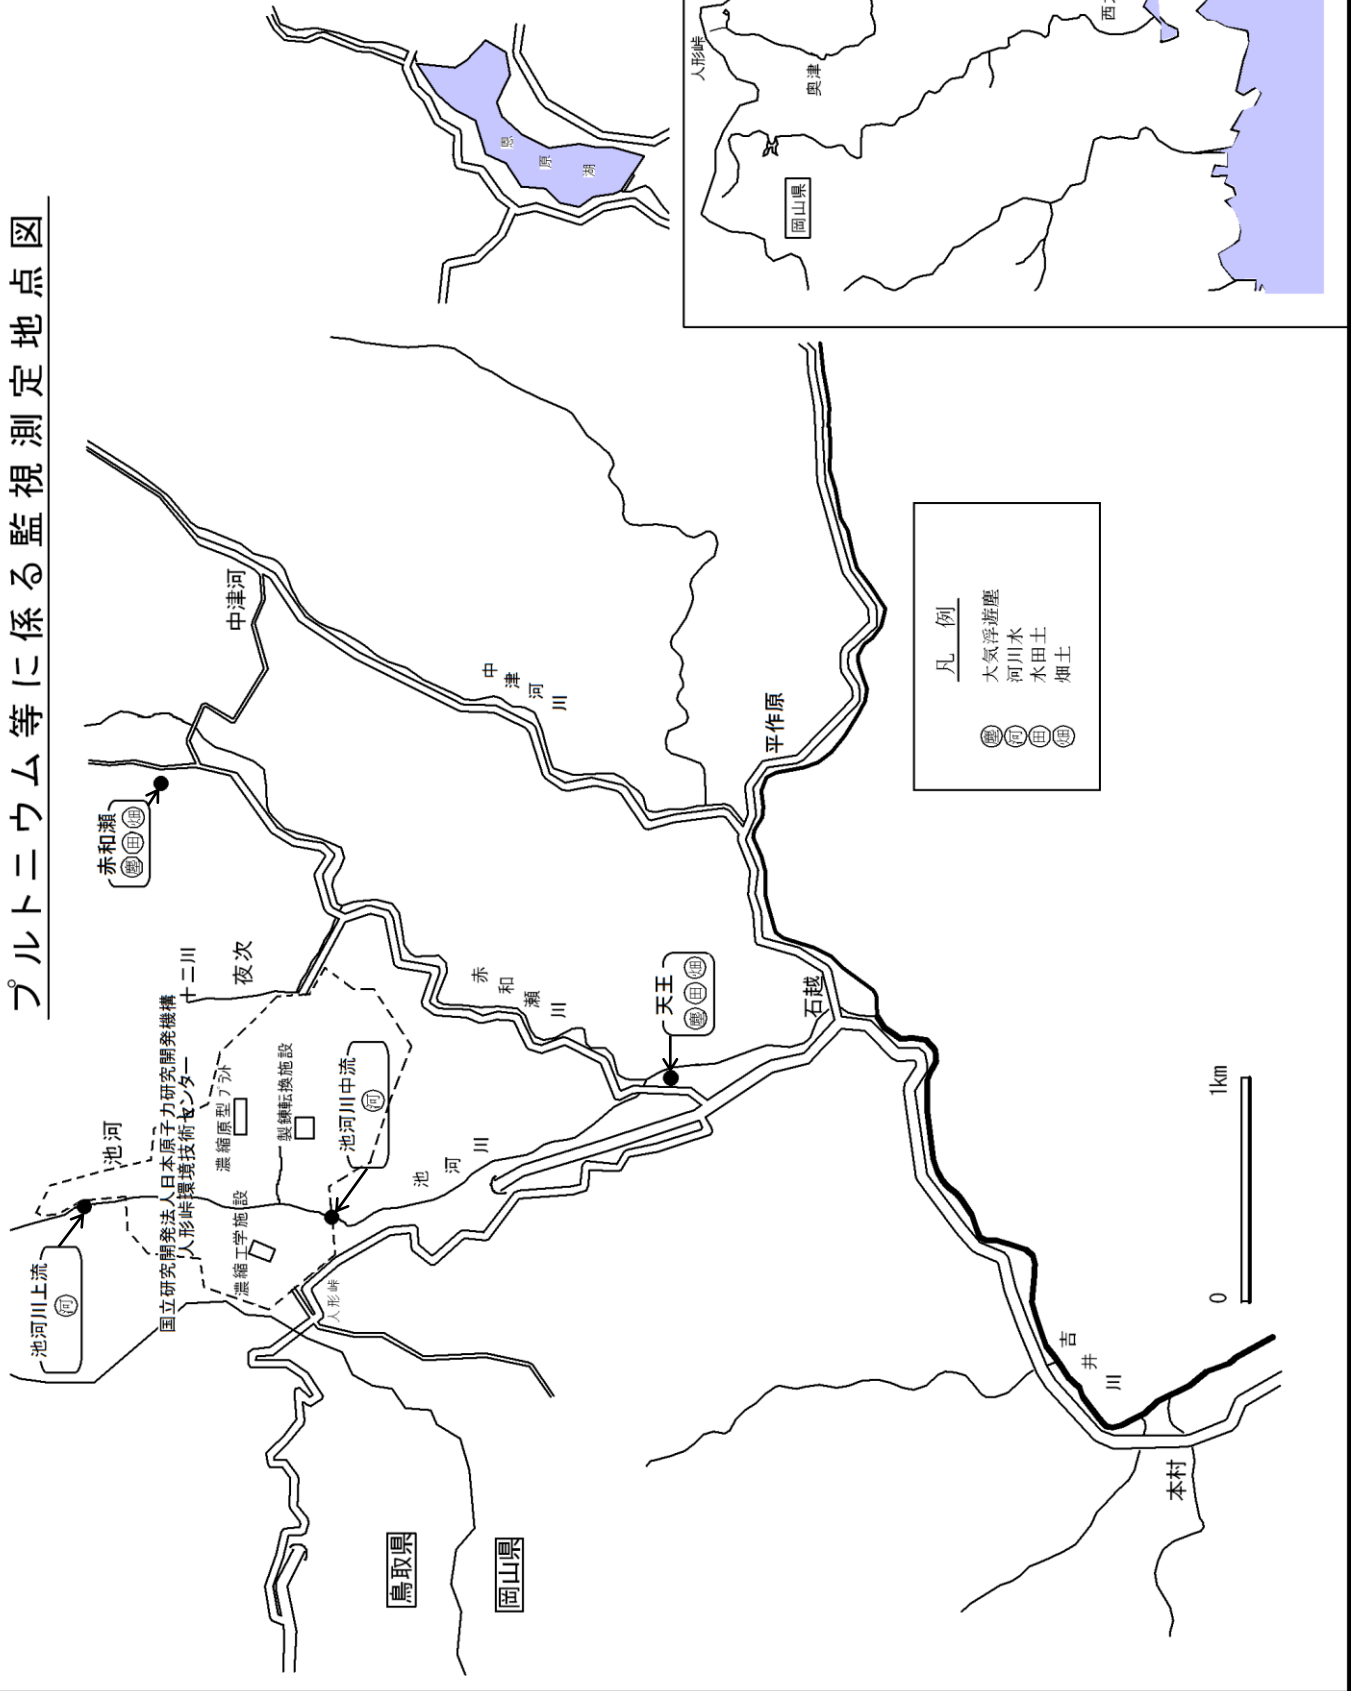 プルトニウム等に係る監視測定地点図
池河川上流
河
池河
国立研究開発法人日本原子力研究開発機構
人形峠環境技術センター
濃縮工学施設
濃縮原型プラント
製錬転換施設
池河川中流
河
人形峠
池河川
十二川
夜次
赤和瀬
塵 田 畑
赤和瀬川
中津河
中津河川
天王
塵 田 畑
石越
平作原
恩原湖
鳥取県
岡山県
吉井川
本村
0 1km
凡例
塵 大気浮遊塵
河 河川水
田 水田土
畑 畑土
人形峠
奥津
岡山県
西